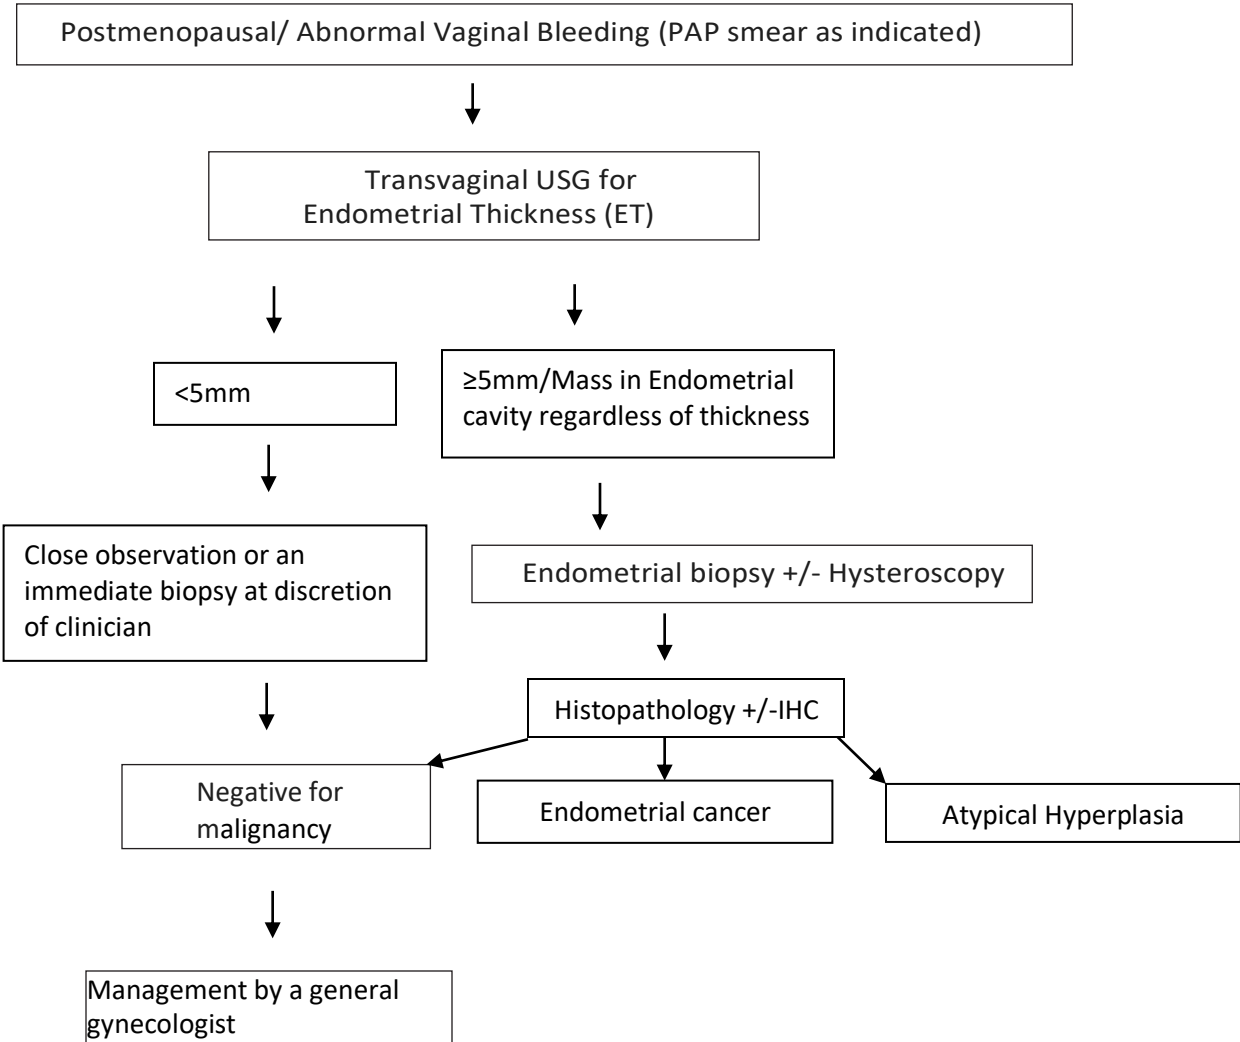 Postmenopausal/ Abnormal Vaginal Bleeding (PAP smear as indicated)
Transvaginal USG for
Endometrial Thickness (ET)
<5mm
≥5mm/Mass in Endometrial
cavity regardless of thickness
Close observation or an
immediate biopsy at discretion
of clinician
Endometrial biopsy +/- Hysteroscopy
Histopathology +/-IHC
Negative for
malignancy
Endometrial cancer
Atypical Hyperplasia
Management by a general
gynecologist